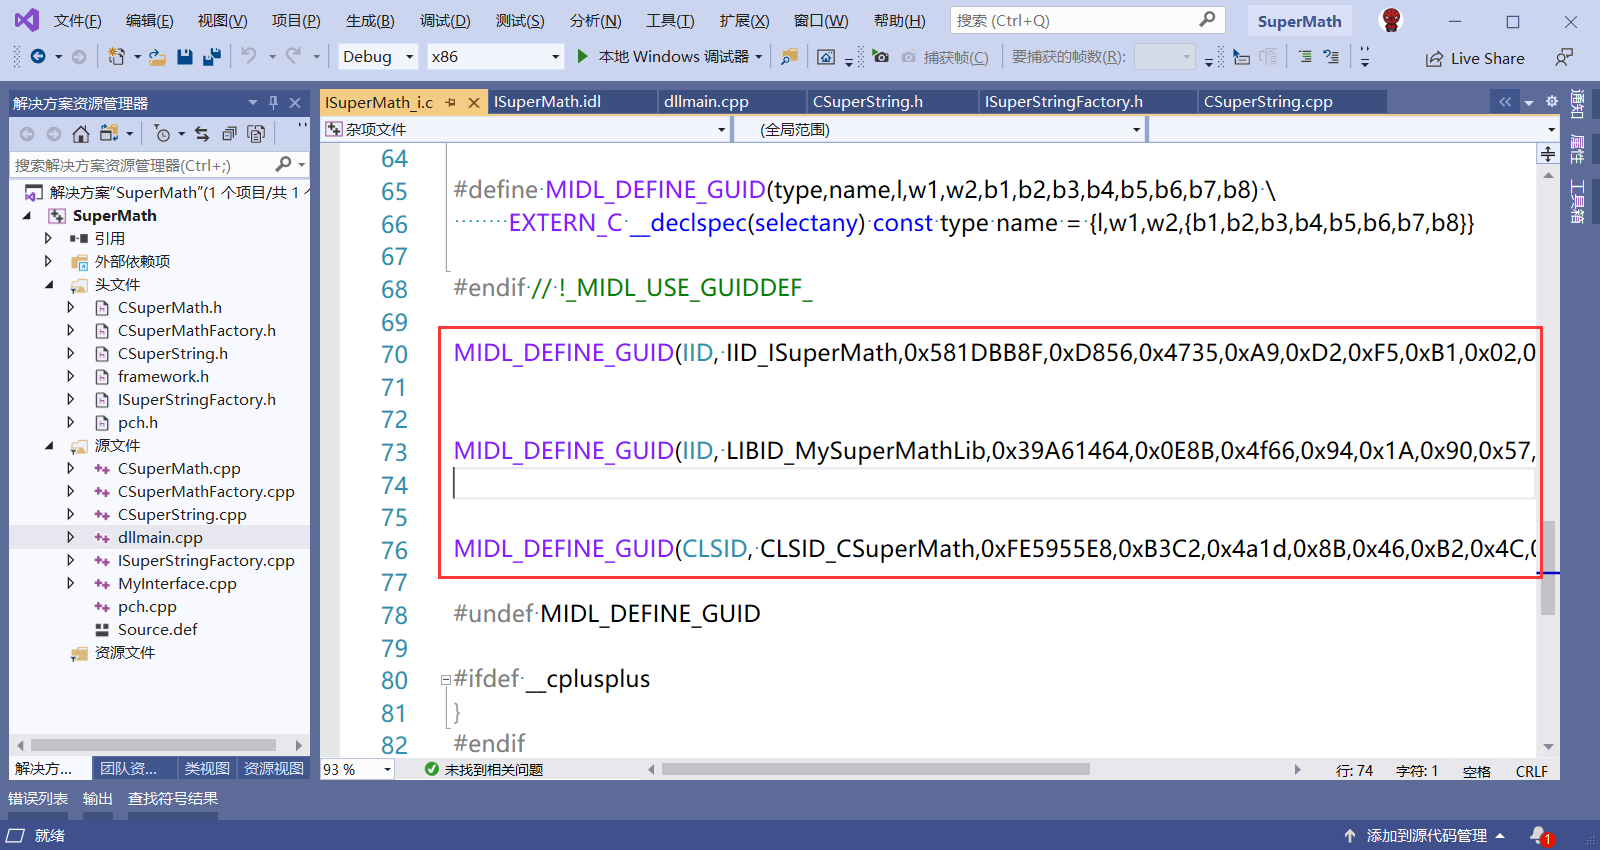 文件(F) 编辑(E) 视图(V) 项目(P) 生成(B) 调试(D) 测试(S) 分析(N) 工具(T) 扩展(X) 窗口(W) 帮助(H) 搜索 (Ctrl+Q) SuperMath
Debug x86 本地 Windows 调试器 捕获帧(C) 要捕获的帧数(R): Live Share
解决方案资源管理器
搜索解决方案资源管理器(Ctrl+;)
解决方案"SuperMath"(1 个项目/共 1 个
SuperMath
引用
外部依赖项
头文件
CSuperMath.h
CSuperMathFactory.h
CSuperString.h
framework.h
ISuperStringFactory.h
pch.h
源文件
CSuperMath.cpp
CSuperMathFactory.cpp
CSuperString.cpp
dllmain.cpp
ISuperStringFactory.cpp
MyInterface.cpp
pch.cpp
Source.def
资源文件
解决方... 团队资... 类视图 资源视图
ISuperMath_i.c ISuperMath.idl dllmain.cpp CSuperString.h ISuperStringFactory.h CSuperString.cpp
杂项文件 (全局范围)
64
65 #define MIDL_DEFINE_GUID(type,name,l,w1,w2,b1,b2,b3,b4,b5,b6,b7,b8) \
66 EXTERN_C __declspec(selectany) const type name = {l,w1,w2,{b1,b2,b3,b4,b5,b6,b7,b8}}
67
68 #endif // !_MIDL_USE_GUIDDEF_
69
70 MIDL_DEFINE_GUID(IID, IID_ISuperMath,0x581DBB8F,0xD856,0x4735,0xA9,0xD2,0xF5,0xB1,0x02,0
71
72
73 MIDL_DEFINE_GUID(IID, LIBID_MySuperMathLib,0x39A61464,0x0E8B,0x4f66,0x94,0x1A,0x90,0x57,
74
75
76 MIDL_DEFINE_GUID(CLSID, CLSID_CSuperMath,0xFE5955E8,0xB3C2,0x4a1d,0x8B,0x46,0xB2,0x4C,0
77
78 #undef MIDL_DEFINE_GUID
79
80 #ifdef __cplusplus
81 }
82 #endif
93 % 未找到相关问题 行: 74 字符: 1 空格 CRLF
通知
属性
工具箱
错误列表 输出 查找符号结果
就绪 添加到源代码管理 1